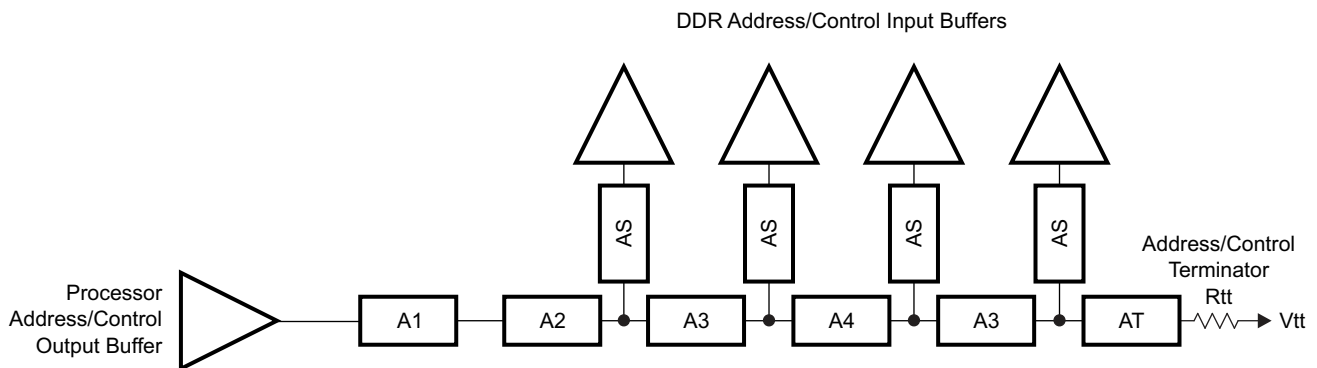 DDR Address/Control Input Buffers
AS
AS
AS
AS
Processor
Address/Control
Output Buffer
A1
A2
A3
A4
A3
AT
Address/Control
Terminator
Rtt
Vtt